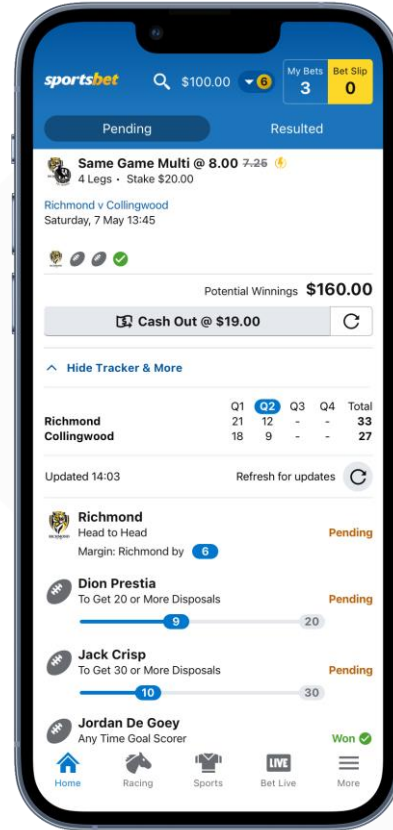 sportsbet $100.00 6 My Bets 3 Bet Slip 0
Pending Resulted
Same Game Multi @ 8.00 7.25
4 Legs • Stake $20.00
Richmond v Collingwood
Saturday, 7 May 13:45
Potential Winnings $160.00
Cash Out @ $19.00
Hide Tracker & More
Q1 Q2 Q3 Q4 Total
Richmond 21 12 - - 33
Collingwood 18 9 - - 27
Updated 14:03 Refresh for updates
Richmond
Head to Head Pending
Margin: Richmond by 6
Dion Prestia
To Get 20 or More Disposals Pending
9 20
Jack Crisp
To Get 30 or More Disposals Pending
10 30
Jordan De Goey
Any Time Goal Scorer Won
LIVE
Home Racing Sports Bet Live More